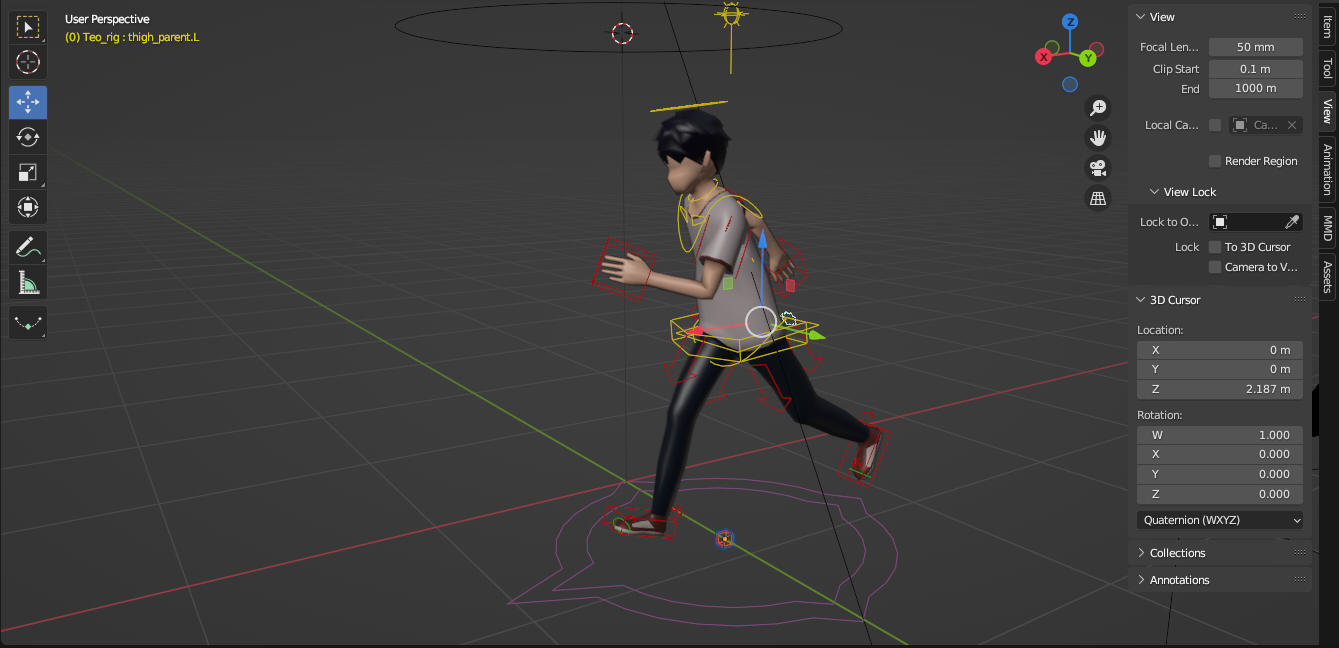 User Perspective
(0) Teo_rig : thigh_parent.L
Z
X
Y
View
Focal Len...
50 mm
Clip Start
0.1 m
End
1000 m
Local Ca...
Ca...
Render Region
View Lock
Lock to O...
Lock
To 3D Cursor
Camera to V...
3D Cursor
Location:
X
0 m
Y
0 m
Z
2.187 m
Rotation:
W
1.000
X
0.000
Y
0.000
Z
0.000
Quaternion (WXYZ)
Collections
Annotations
Item
Tool
View
Animation
MMD
Assets